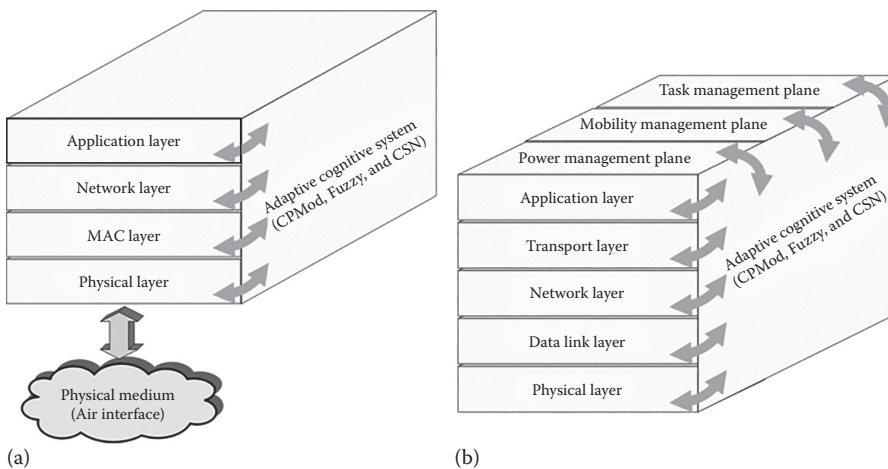 Application layer
Network layer
MAC layer
Physical layer
Adaptive cognitive system
(CPMod, Fuzzy, and CSN)
Physical medium
(Air interface)
(a)
Task management plane
Mobility management plane
Power management plane
Application layer
Transport layer
Network layer
Data link layer
Physical layer
Adaptive cognitive system
(CPMod, Fuzzy, and CSN)
(b)